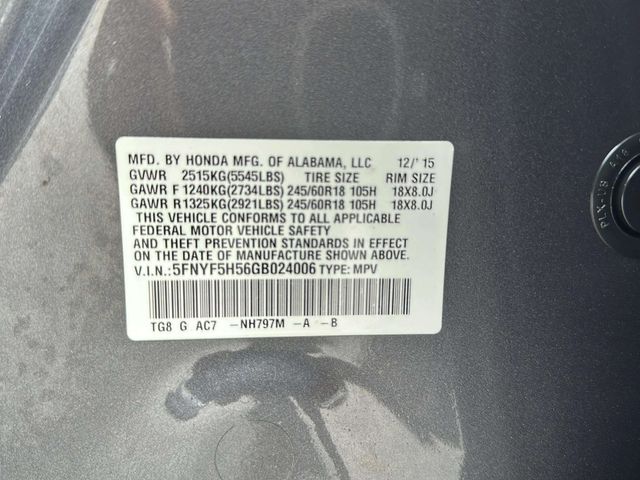 MFD. BY HONDA MFG. OF ALABAMA, LLC 12/'15
GVWR 2515KG(5545LBS) TIRE SIZE RIM SIZE
GAWR F 1240KG(2734LBS) 245/60R18 105H 18X8.0J
GAWR R1325KG(2921LBS) 245/60R18 105H 18X8.0J
THIS VEHICLE CONFORMS TO ALL APPLICABLE
FEDERAL MOTOR VEHICLE SAFETY
AND THEFT PREVENTION STANDARDS IN EFFECT
ON THE DATE OF MANUFACTURE SHOWN ABOVE.
V.I.N.:5FNYF5H56GB024006 TYPE: MPV
TG8 G AC7 -NH797M -A -B